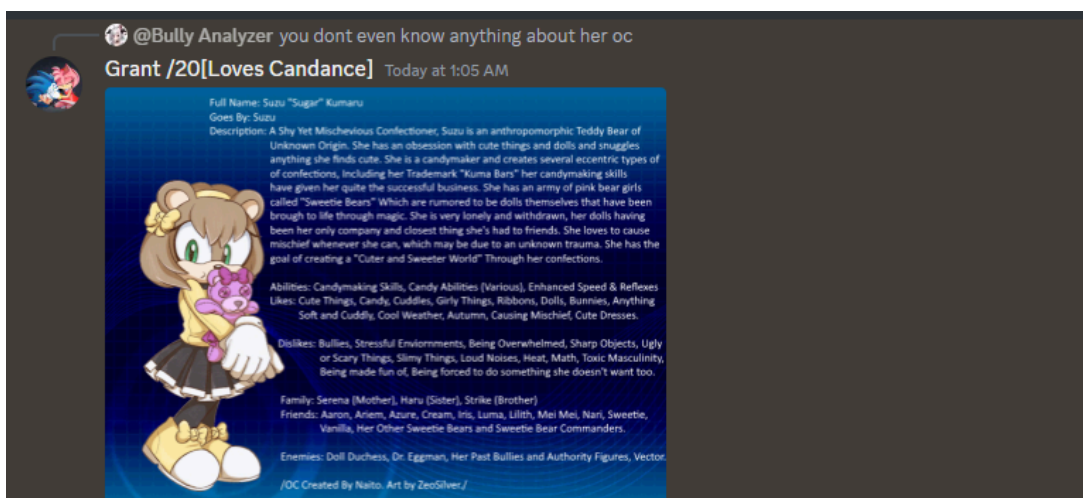 @Bully Analyzer you dont even know anything about her oc
Grant /20[Loves Candance] Today at 1:05 AM
Full Name: Suzu "Sugar" Kumaru
Goes By: Suzu
Description: A Shy Yet Mischevious Confectioner, Suzu is an anthropomorphic Teddy Bear of
Unknown Origin. She has an obsession with cute things and dolls and snuggles
anything she finds cute. She is a candymaker and creates several eccentric types of
of confections, Including her Trademark "Kuma Bars" her candymaking skills
have given her quite the successful business. She has an army of pink bear girls
called "Sweetie Bears" Which are rumored to be dolls themselves that have been
brough to life through magic. She is very lonely and withdrawn, her dolls having
been her only company and closest thing she's had to friends. She loves to cause
mischief whenever she can, which may be due to an unknown trauma. She has the
goal of creating a "Cuter and Sweeter World" Through her confections.
Abilities: Candymaking Skills, Candy Abilities (Various), Enhanced Speed & Reflexes
Likes: Cute Things, Candy, Cuddles, Girly Things, Ribbons, Dolls, Bunnies, Anything
Soft and Cuddly, Cool Weather, Autumn, Causing Mischief, Cute Dresses.
Dislikes: Bullies, Stressful Enviornments, Being Overwhelmed, Sharp Objects, Ugly
or Scary Things, Slimy Things, Loud Noises, Heat, Math, Toxic Masculinity,
Being made fun of, Being forced to do something she doesn't want too.
Family: Serena (Mother), Haru (Sister), Strike (Brother)
Friends: Aaron, Ariem, Azure, Cream, Iris, Luma, Lilith, Mei Mei, Nari, Sweetie,
Vanilla, Her Other Sweetie Bears and Sweetie Bear Commanders.
Enemies: Doll Duchess, Dr. Eggman, Her Past Bullies and Authority Figures, Vector.
/OC Created By Naito. Art by ZeoSilver./